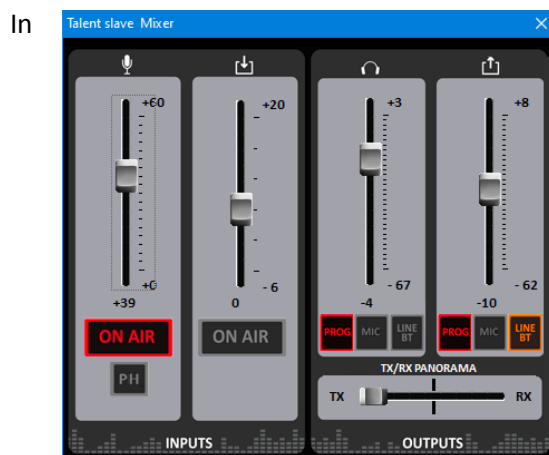 In
Talent slave Mixer
+60
+20
+3
+8
+0
- 6
- 67
- 62
+39
0
-4
-10
ON AIR
ON AIR
PROG
MIC
LINE
BT
PROG
MIC
LINE
BT
PH
TX/RX PANORAMA
TX
RX
INPUTS
OUTPUTS